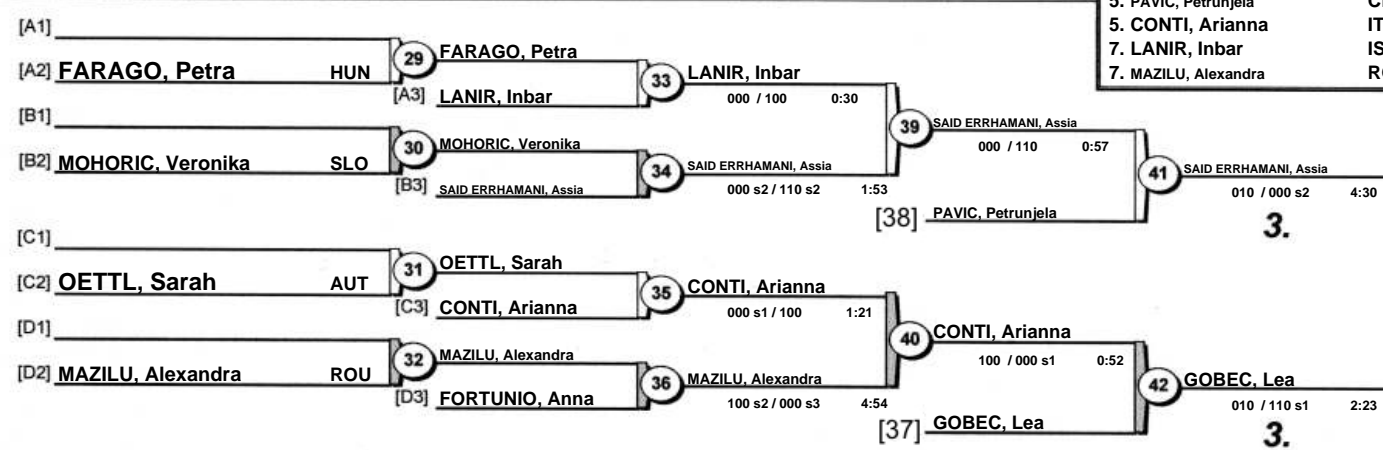 5. PAVIC, Petrunjela
5. CONTI, Arianna IT
7. LANIR, Inbar IS
7. MAZILU, Alexandra
[A1]
[A2] FARAGO, Petra HUN
29
FARAGO, Petra
[A3] LANIR, Inbar
33
LANIR, Inbar
000 / 100 0:30
[B1]
[B2] MOHORIC, Veronika SLO
30
MOHORIC, Veronika
[B3] SAID ERRHAMANI, Assia
34
SAID ERRHAMANI, Assia
000 s2 / 110 s2 1:53
39
SAID ERRHAMANI, Assia
000 / 110 0:57
[38] PAVIC, Petrunjela
41
SAID ERRHAMANI, Assia
010 / 000 s2 4:30
3.
[C1]
[C2] OETTL, Sarah AUT
31
OETTL, Sarah
[C3] CONTI, Arianna
35
CONTI, Arianna
000 s1 / 100 1:21
[D1]
[D2] MAZILU, Alexandra ROU
32
MAZILU, Alexandra
[D3] FORTUNIO, Anna
36
MAZILU, Alexandra
100 s2 / 000 s3 4:54
40
CONTI, Arianna
100 / 000 s1 0:52
[37] GOBEC, Lea
42
GOBEC, Lea
010 / 110 s1 2:23
3.